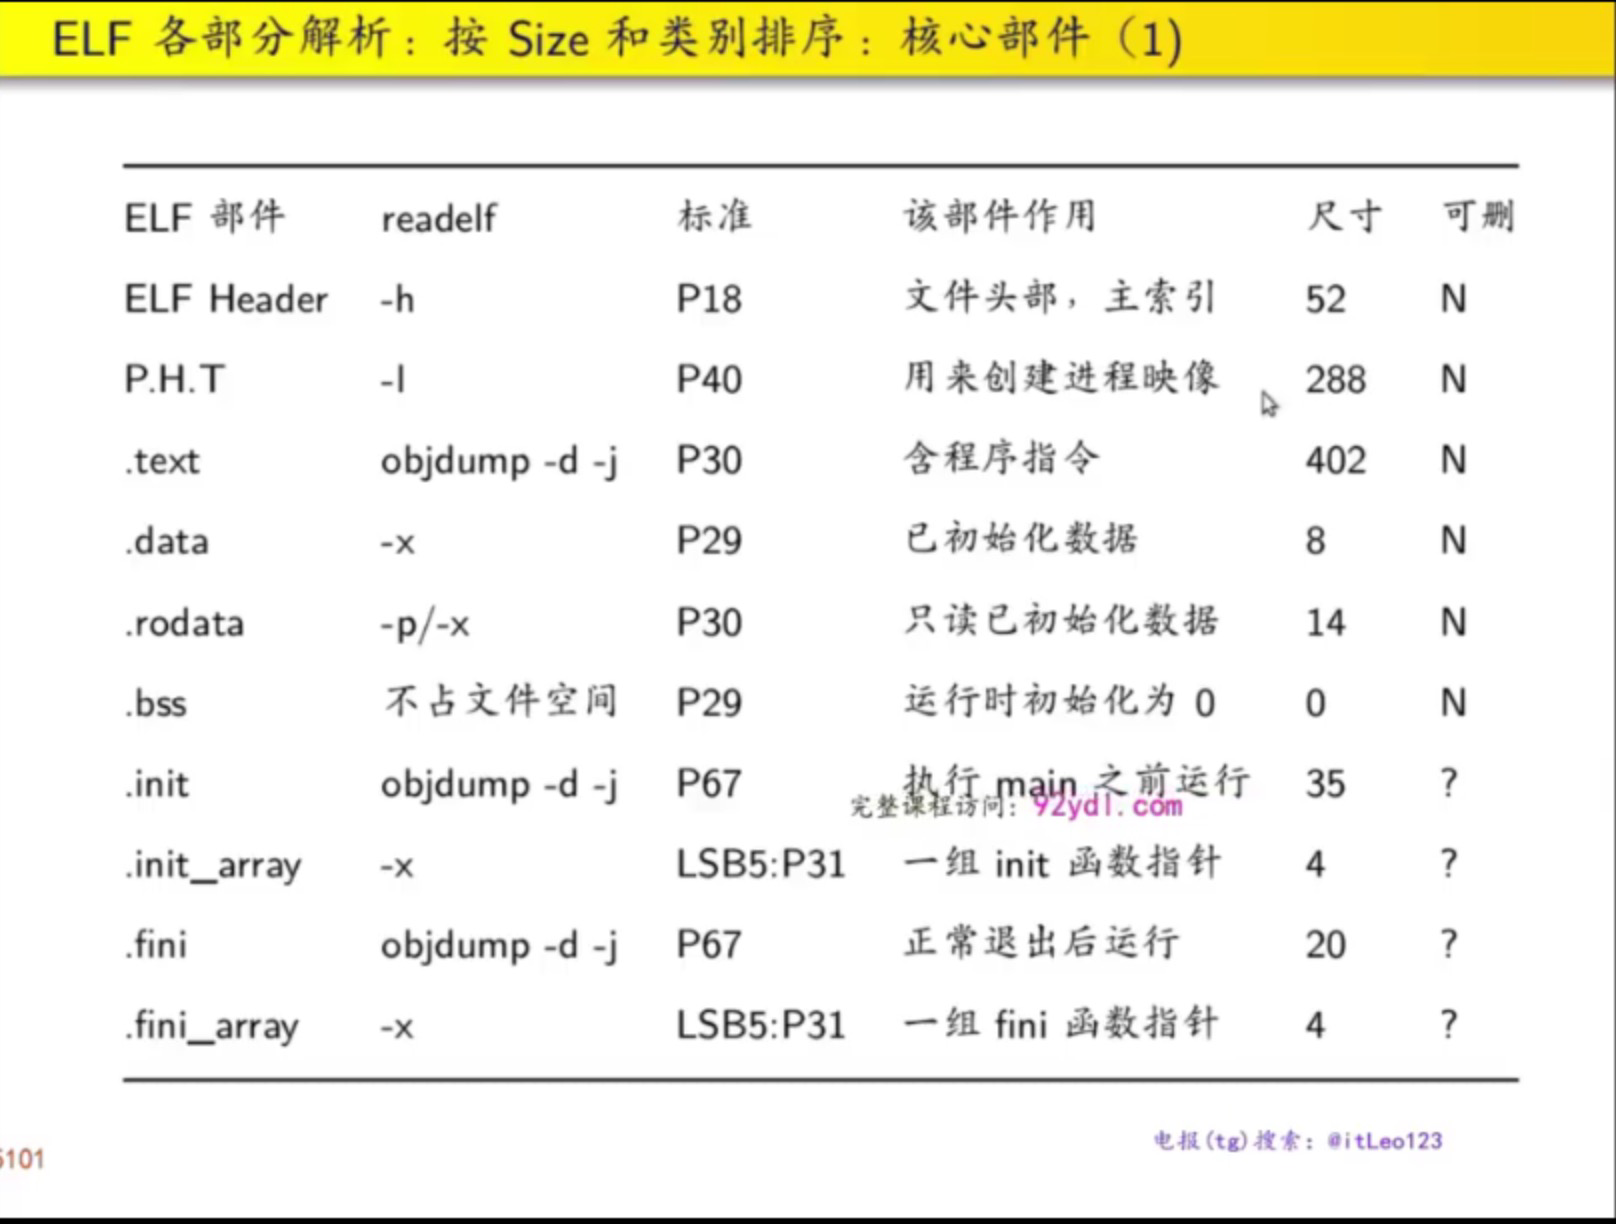 ELF 各部分解析：按 Size 和类别排序：核心部件（1）
ELF 部件 readelf 标准 该部件作用 尺寸 可删
ELF Header -h P18 文件头部，主索引 52 N
P.H.T -l P40 用来创建进程映像 288 N
.text objdump -d -j P30 含程序指令 402 N
.data -x P29 已初始化数据 8 N
.rodata -p/-x P30 只读已初始化数据 14 N
.bss 不占文件空间 P29 运行时初始化为 0 0 N
.init objdump -d -j P67 执行 main 之前运行 35 ?
完整课程访问：92ydl.com
.init_array -x LSB5:P31 一组 init 函数指针 4 ?
.fini objdump -d -j P67 正常退出后运行 20 ?
.fini_array -x LSB5:P31 一组 fini 函数指针 4 ?
电报(tg)搜索：@itLeo123